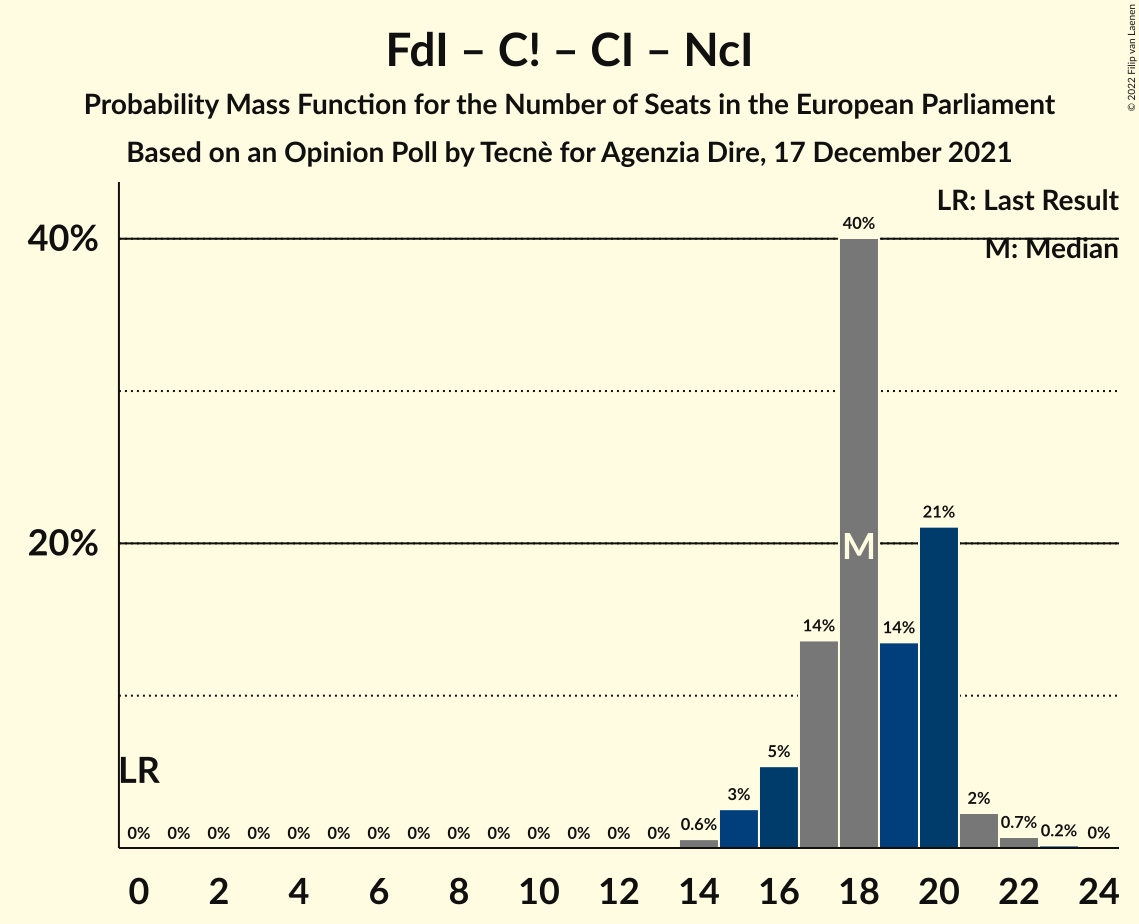 FdI – C! – CI – NcI
Probability Mass Function for the Number of Seats in the European Parliament
Based on an Opinion Poll by Tecnè for Agenzia Dire, 17 December 2021
© 2022 Filip van Laenen
LR: Last Result
M: Median
40%
20%
40%
M
21%
14%
14%
LR
5%
3%
2%
0% 0% 0% 0% 0% 0% 0% 0% 0% 0% 0% 0% 0% 0% 0.6% 0.7% 0.2% 0%
0 2 4 6 8 10 12 14 16 18 20 22 24